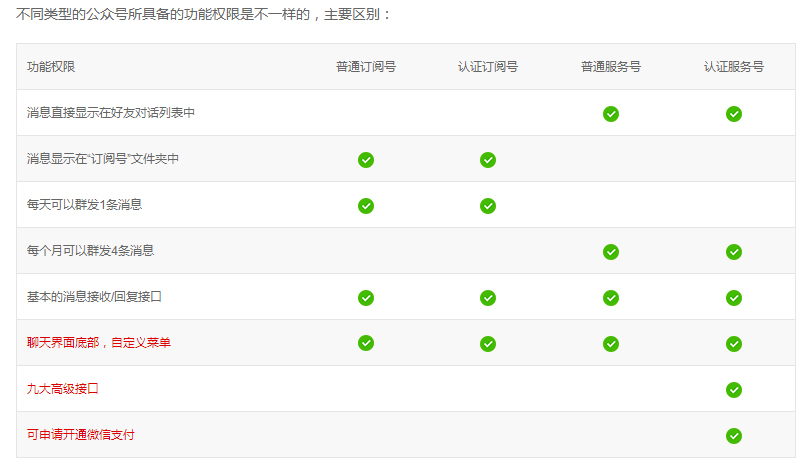 不同类型的公众号所具备的功能权限是不一样的，主要区别：
功能权限 普通订阅号 认证订阅号 普通服务号 认证服务号
消息直接显示在好友对话列表中
消息显示在“订阅号”文件夹中
每天可以群发1条消息
每个月可以群发4条消息
基本的消息接收/回复接口
聊天界面底部，自定义菜单
九大高级接口
可申请开通微信支付